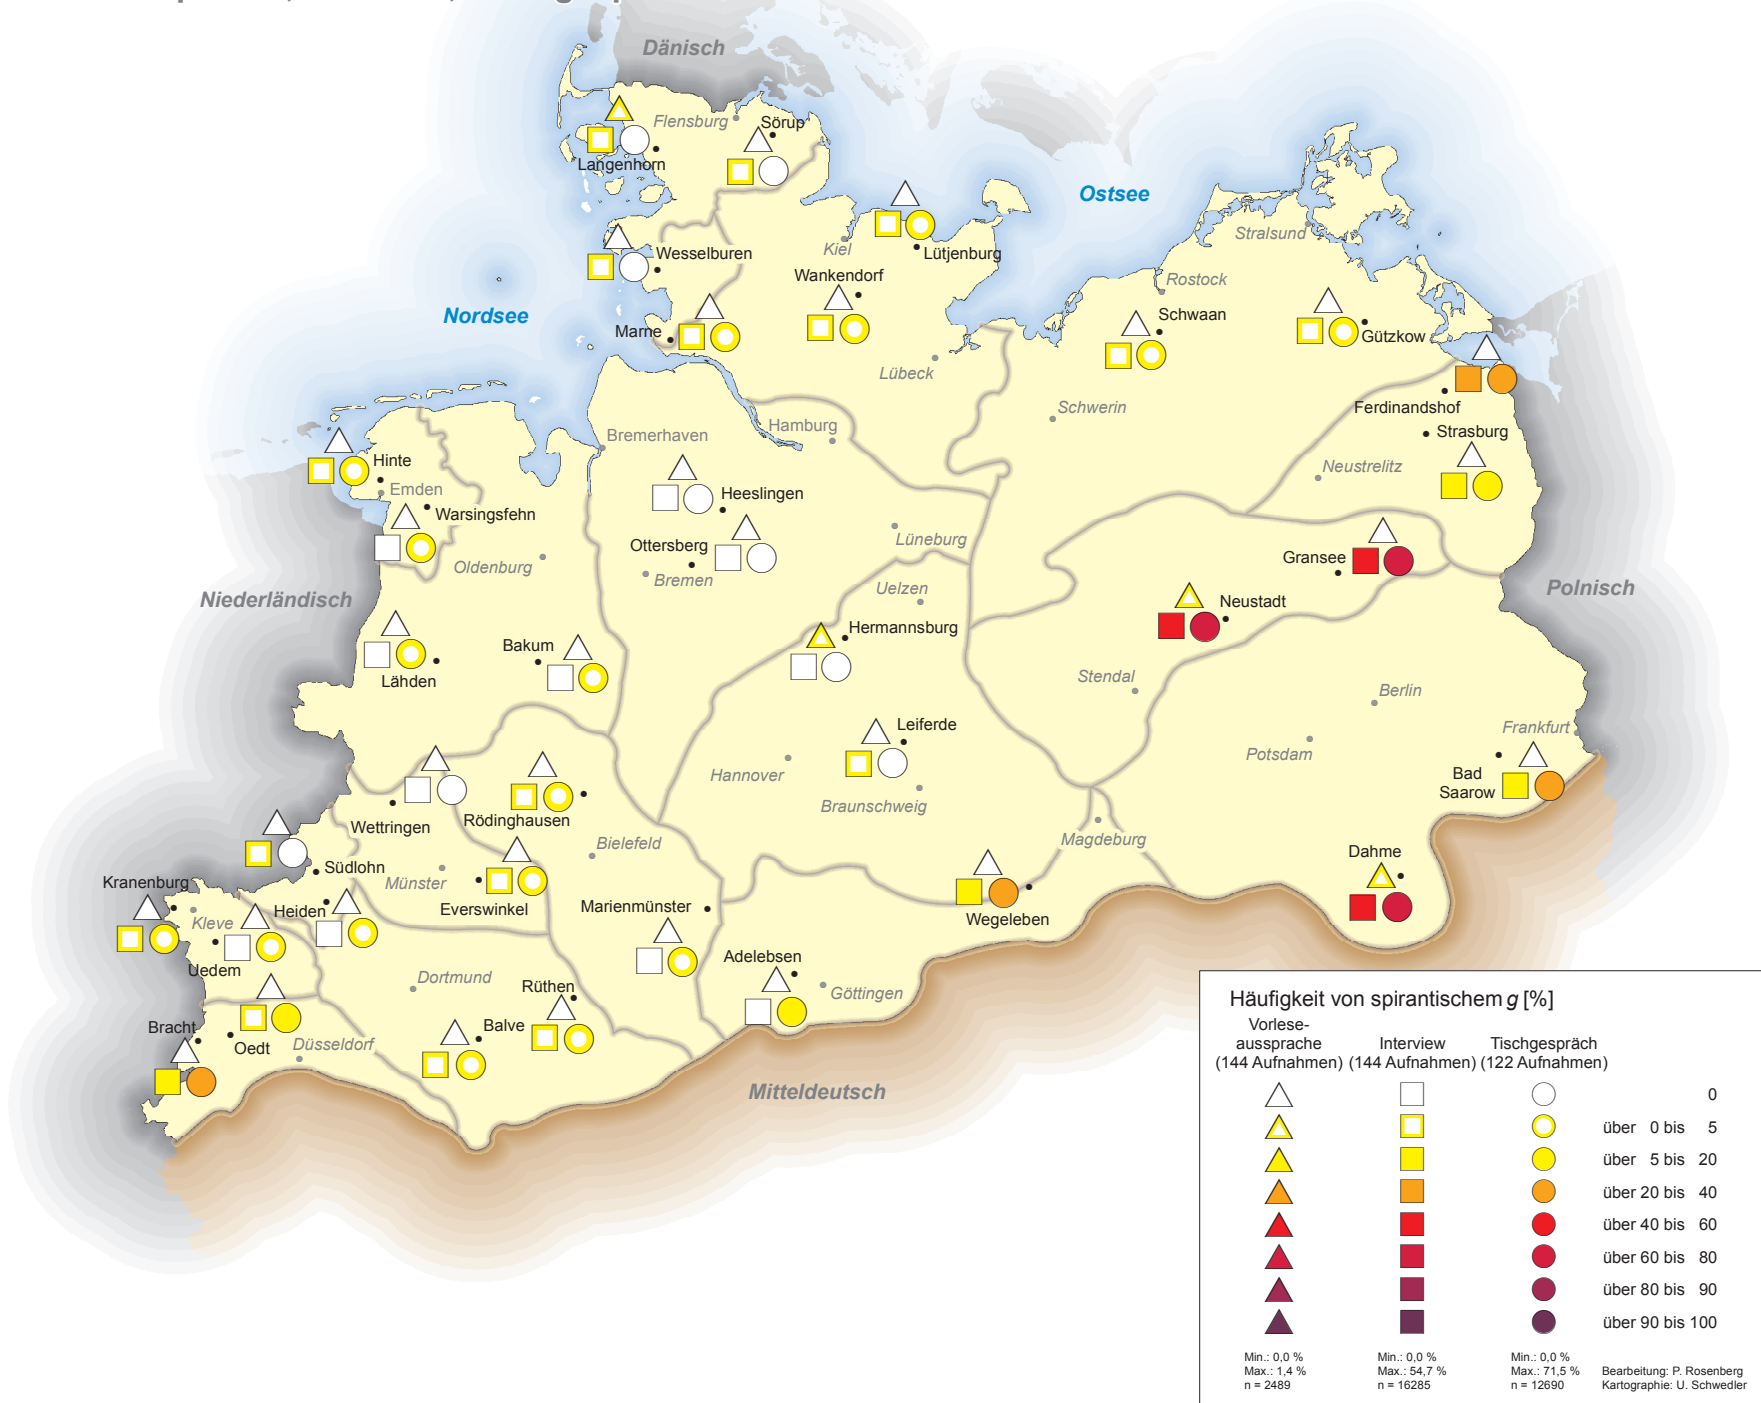 Dänisch
Flensburg
Sörup
Langenhorn
Ostsee
Kiel
Lütjenburg
Stralsund
Wesselburen
Wankendorf
Rostock
Nordsee
Schwaan
Marne
Gützkow
Lübeck
Schwerin
Ferdinandshof
Hamburg
Bremerhaven
Strasburg
Hinte
Neustrelitz
Emden
Heeslingen
Warsingsfehn
Lüneburg
Ottersberg
Gransee
Oldenburg
Bremen
Uelzen
Polnisch
Niederländisch
Neustadt
Hermannsburg
Bakum
Lähden
Stendal
Berlin
Leiferde
Frankfurt
Hannover
Potsdam
Bad
Saarow
Braunschweig
Wettringen
Rödinghausen
Bielefeld
Magdeburg
Dahme
Südlohn
Kranenburg
Münster
Heiden
Everswinkel
Marienmünster
Wegeleben
Kleve
Uedem
Adelebsen
Dortmund
Rüthen
Göttingen
Bracht
Balve
Oedt
Düsseldorf
Mitteldeutsch
Häufigkeit von spirantischem g [%]
Vorlese-
aussprache Interview Tischgespräch
(144 Aufnahmen) (144 Aufnahmen) (122 Aufnahmen)
0
über 0 bis 5
über 5 bis 20
über 20 bis 40
über 40 bis 60
über 60 bis 80
über 80 bis 90
über 90 bis 100
Min.: 0,0 % Min.: 0,0 % Min.: 0,0 %
Max.: 1,4 % Max.: 54,7 % Max.: 71,5 % Bearbeitung: P. Rosenberg
n = 2489 n = 16285 n = 12690 Kartographie: U. Schwedler